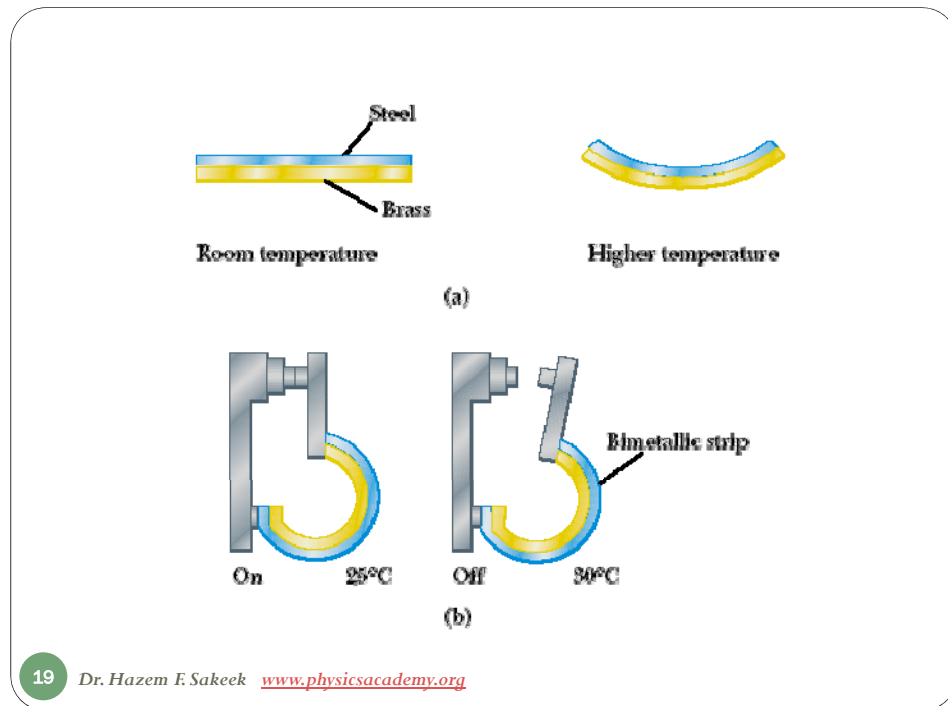 Steel
Brass
Room temperature
Higher temperature
(a)
Bimetallic strip
On
25°C
Off
30°C
(b)
19 Dr. Hazem F. Sakeek www.physicsacademy.org